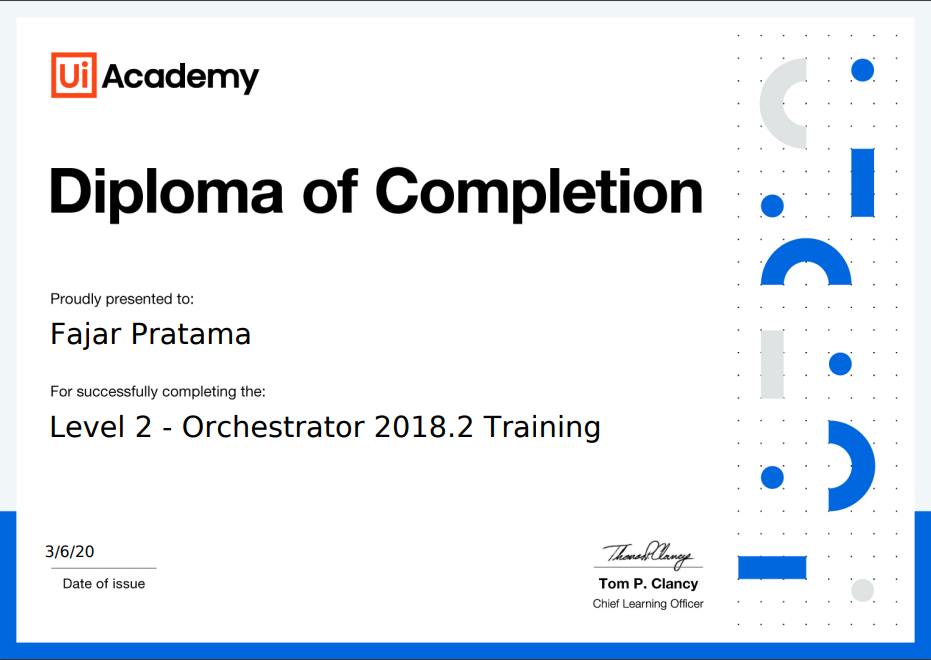 Ui Academy
Diploma of Completion
Proudly presented to:
Fajar Pratama
For successfully completing the:
Level 2 - Orchestrator 2018.2 Training
3/6/20
Date of issue
Thomas P. Clancy
Tom P. Clancy
Chief Learning Officer